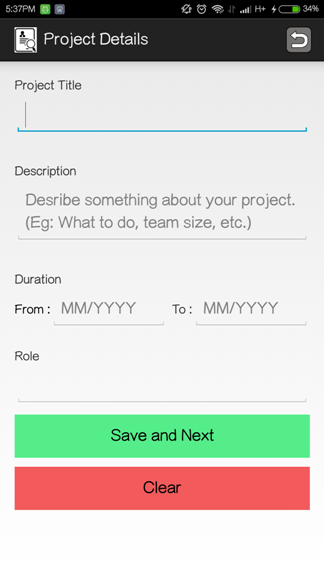 5:37PM H+ 34%
Project Details
Project Title
Description
Desribe something about your project.
(Eg: What to do, team size, etc.)
Duration
From : MM/YYYY To : MM/YYYY
Role
Save and Next
Clear